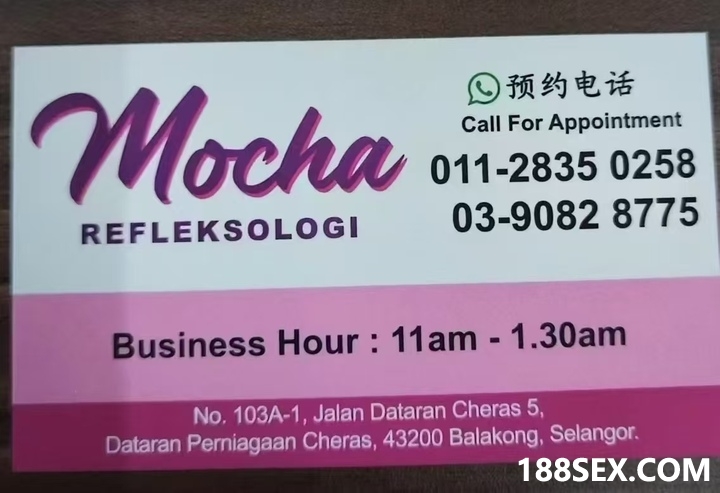 Mocha
REFLEKSOLOGI
预约电话
Call For Appointment
011-2835 0258
03-9082 8775
Business Hour : 11am - 1.30am
No. 103A-1, Jalan Dataran Cheras 5,
Dataran Perniagaan Cheras, 43200 Balakong, Selangor.
188SEX.COM